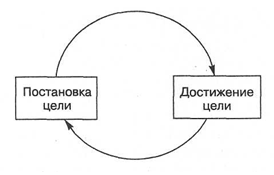 Постановка
цели
Достижение
цели